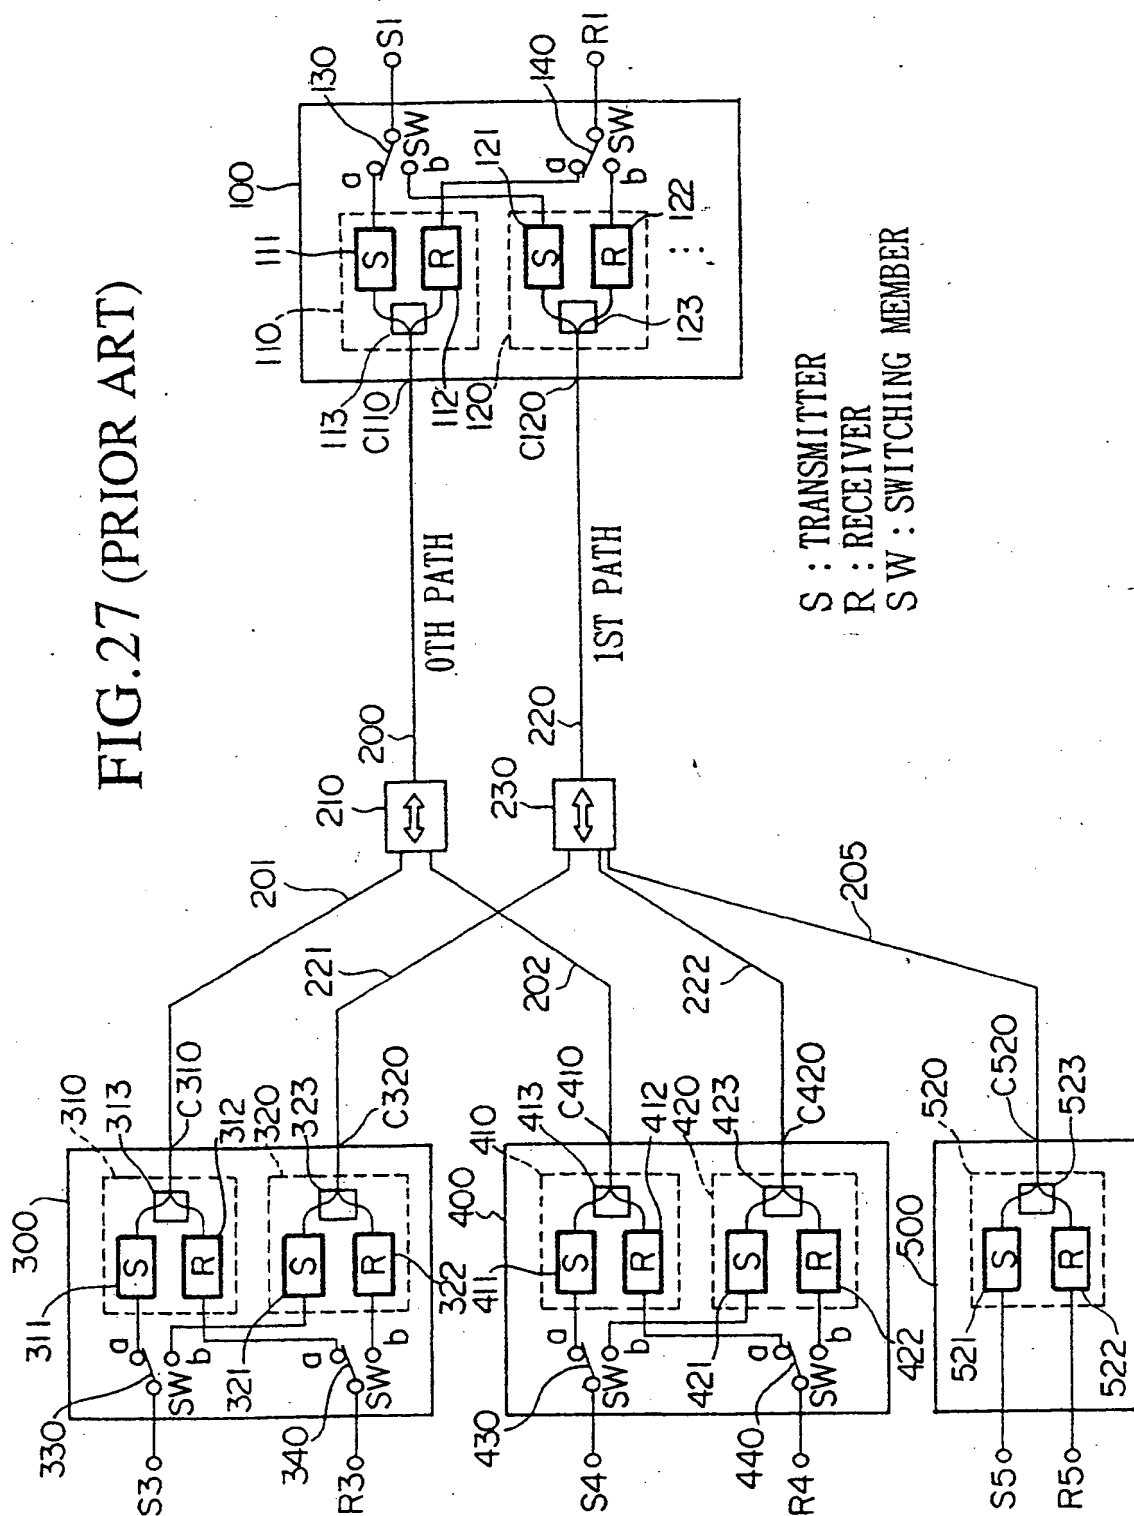 FIG.27 (PRIOR ART)
S1
R1
130
140
SW
a
b
SW
a
b
100
111
S
R
110
113
C110
112
120
121
S
R
122
123
C120
0TH PATH
1ST PATH
200
210
220
230
201
221
202
222
205
S : TRANSMITTER
R : RECEIVER
SW : SWITCHING MEMBER
300
310
313
C310
312
311
S
R
320
323
C320
321
S
R
322
330
a
b
SW
340
a
b
SW
S3
R3
400
410
413
C410
412
411
S
R
420
423
C420
421
S
R
422
430
a
b
SW
440
a
b
SW
S4
R4
500
520
C520
523
521
S
R
522
S5
R5